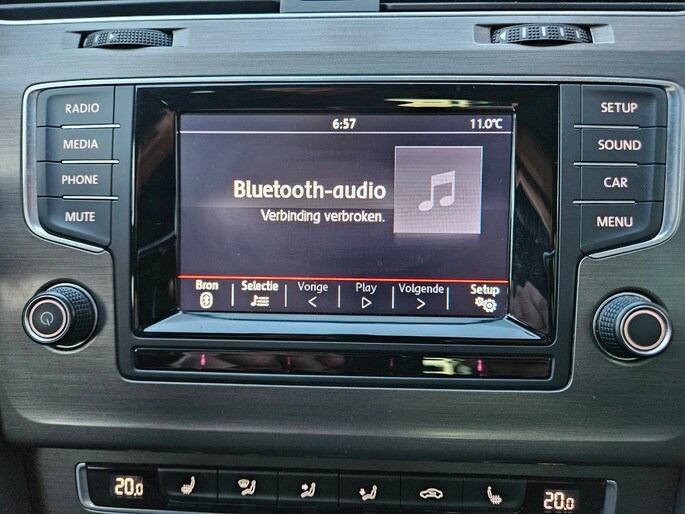 RADIO
MEDIA
PHONE
MUTE
6:57 11.0°C
Bluetooth-audio
Verbinding verbroken.
Bron Selectie Vorige Play Volgende Setup
SETUP
SOUND
CAR
MENU
20.0 20.0